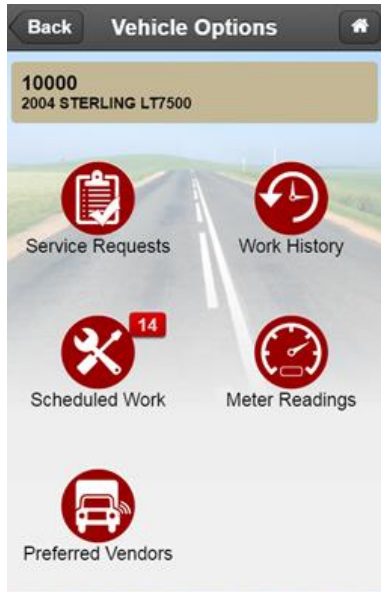 Back Vehicle Options
10000
2004 STERLING LT7500
Service Requests Work History
14
Scheduled Work Meter Readings
Preferred Vendors